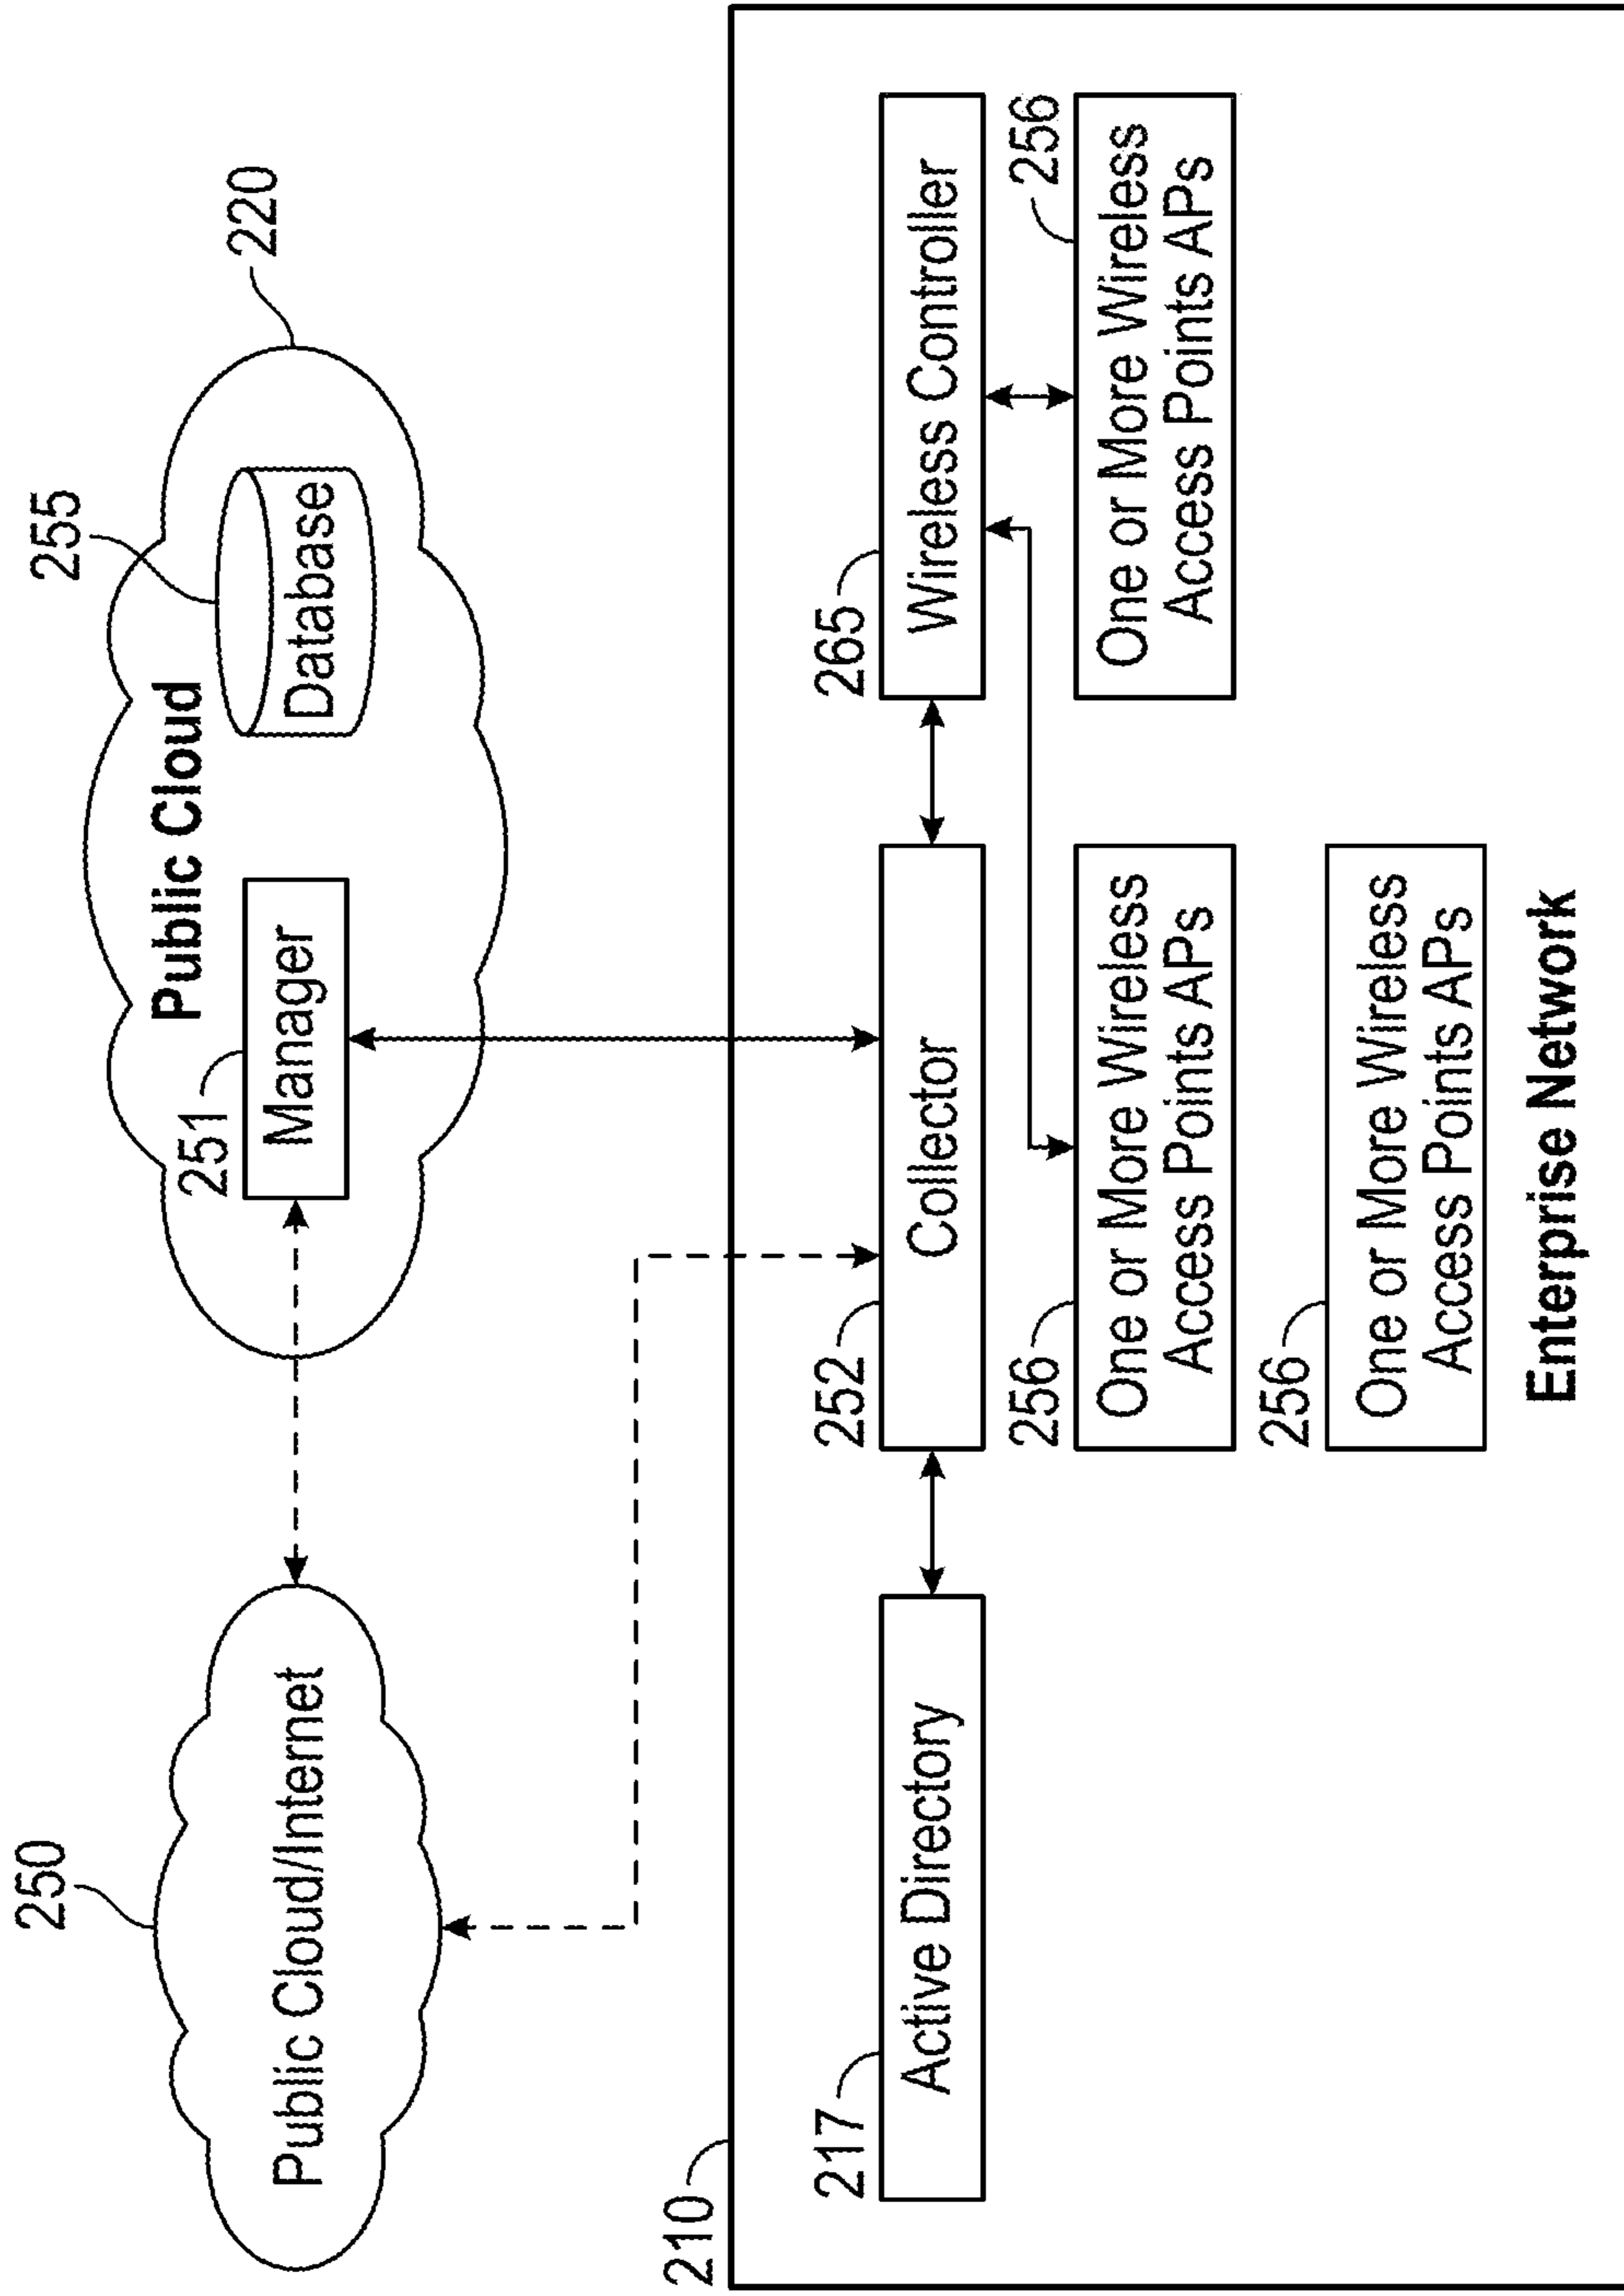 250
Public Cloud/Internet
220
255
Public Cloud
251
Manager
Database
210
217
Active Directory
252
Collector
265
Wireless Controller
256
One or More Wireless
Access Points APs
256
One or More Wireless
Access Points APs
256
One or More Wireless
Access Points APs
Enterprise Network